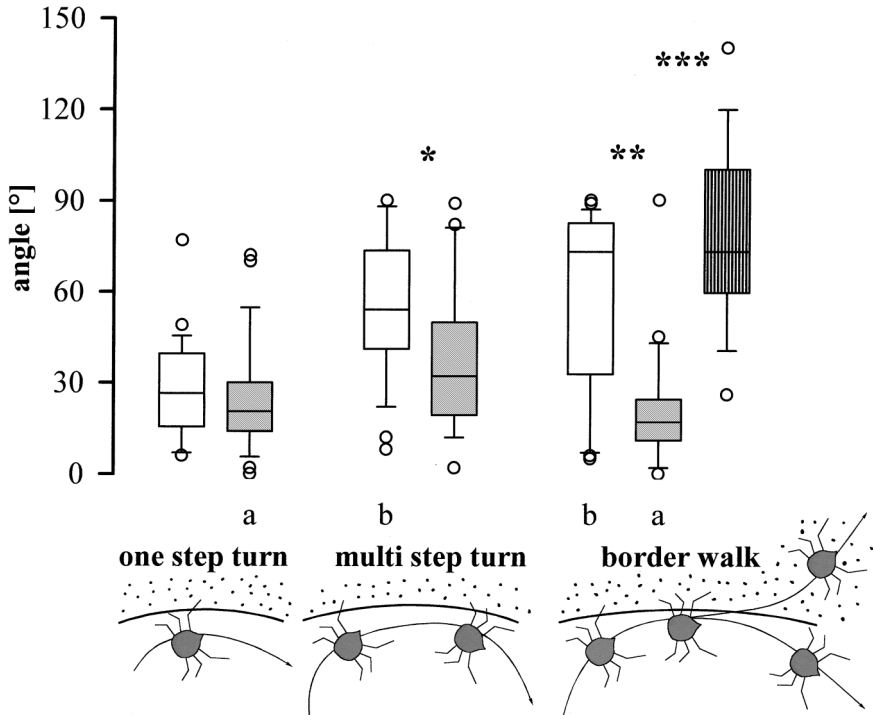 150
120
90
60
30
0
angle [°]
*
**
***
a
b
b
a
one step turn
multi step turn
border walk